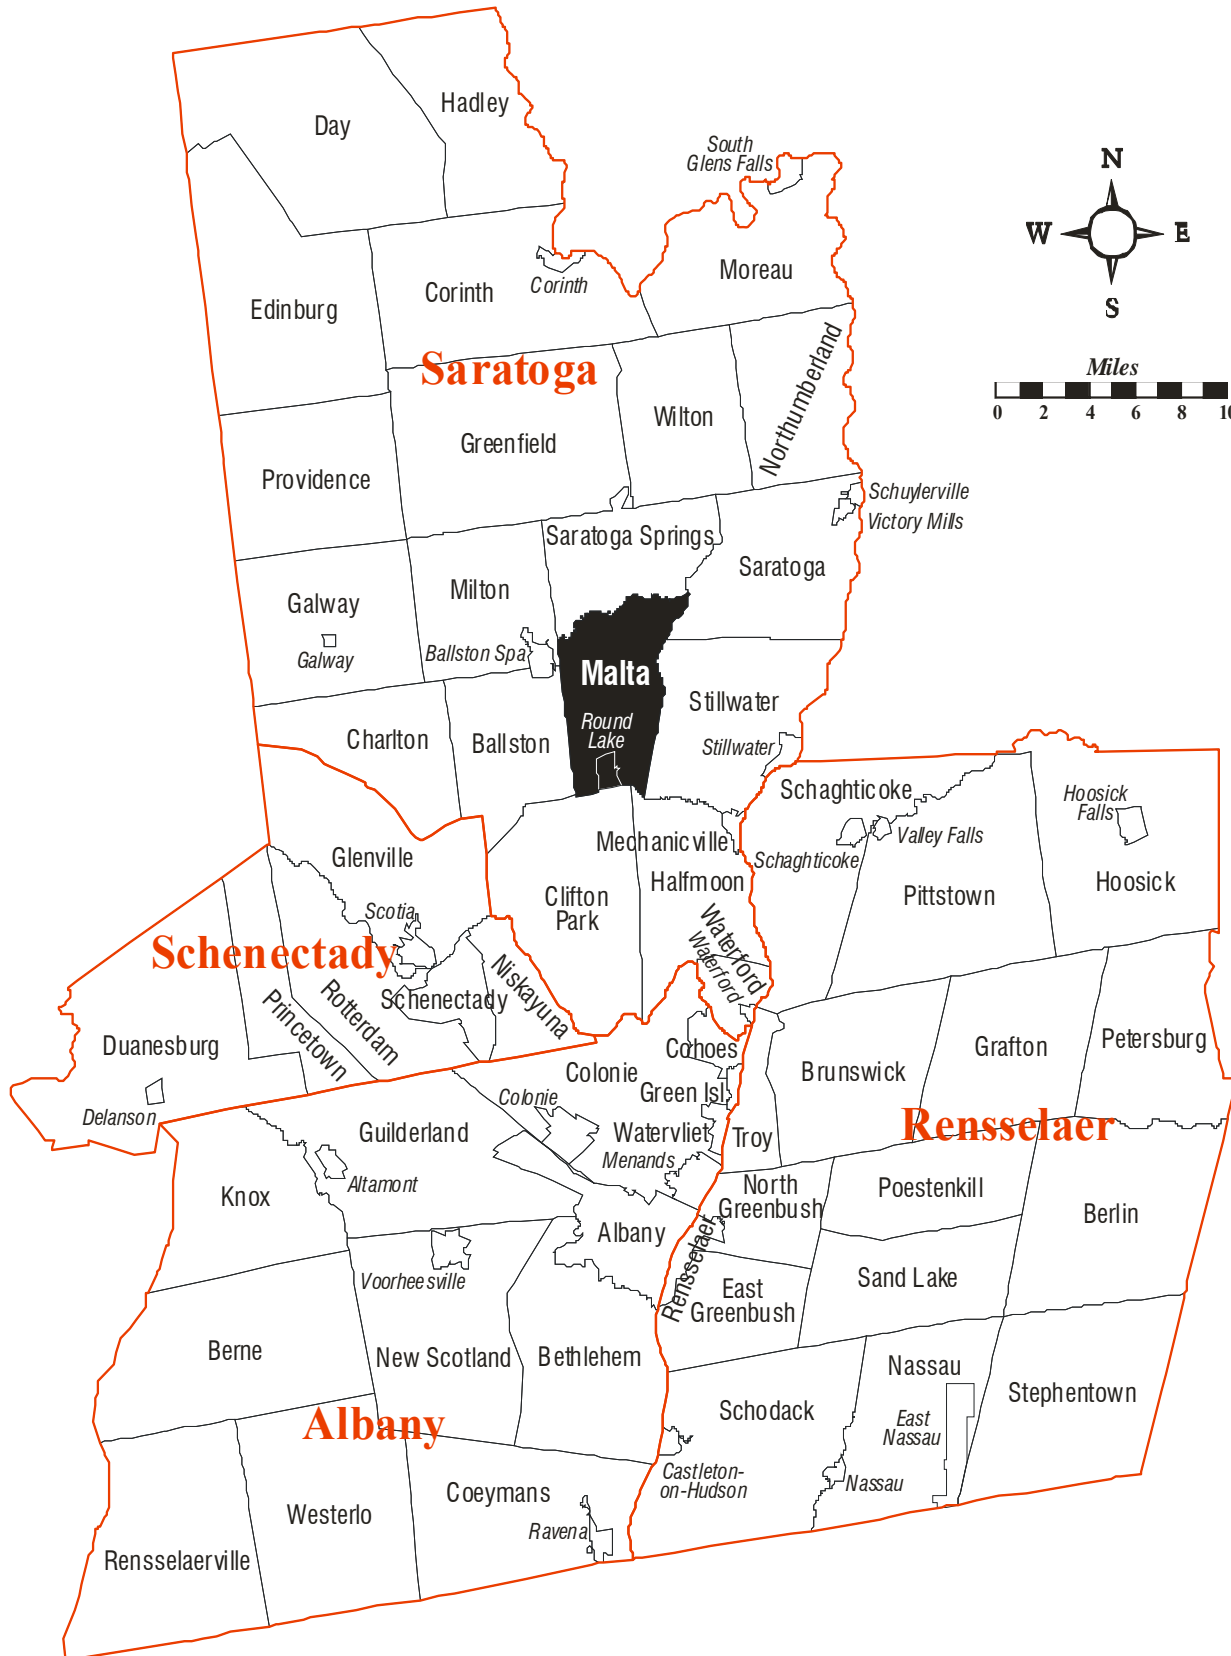 Hadley
Day
South
Glens Falls
N
W
E
S
Moreau
Corinth
Corinth
Edinburg
Saratoga
Northumberland
Miles
0 2 4 6 8 10
Wilton
Greenfield
Providence
Schuylerville
Victory Mills
Saratoga Springs
Saratoga
Milton
Galway
Galway
Ballston Spa
Malta
Stillwater
Round
Lake
Stillwater
Charlton
Ballston
Schaghticoke
Hoosick
Falls
Mechanicville
Valley Falls
Schaghticoke
Glenville
Halfmoon
Hoosick
Pittstown
Clifton
Park
Scotia
Waterford
Waterford
Schenectady
Niskayuna
Schenectady
Rotterdam
Princetown
Duanesburg
Cohoes
Grafton
Petersburg
Colonie
Brunswick
Green Isl.
Colonie
Delanson
Rensselaer
Guilderland
Watervliet
Troy
Menands
Altamont
Knox
North
Greenbush
Poestenkill
Berlin
Albany
Rensselaer
Voorheesville
Sand Lake
East
Greenbush
Berne
New Scotland
Bethlehem
Nassau
Stephentown
Schodack
Albany
East
Nassau
Castleton-
on-Hudson
Nassau
Coeymans
Westerlo
Ravena
Rensselaerville